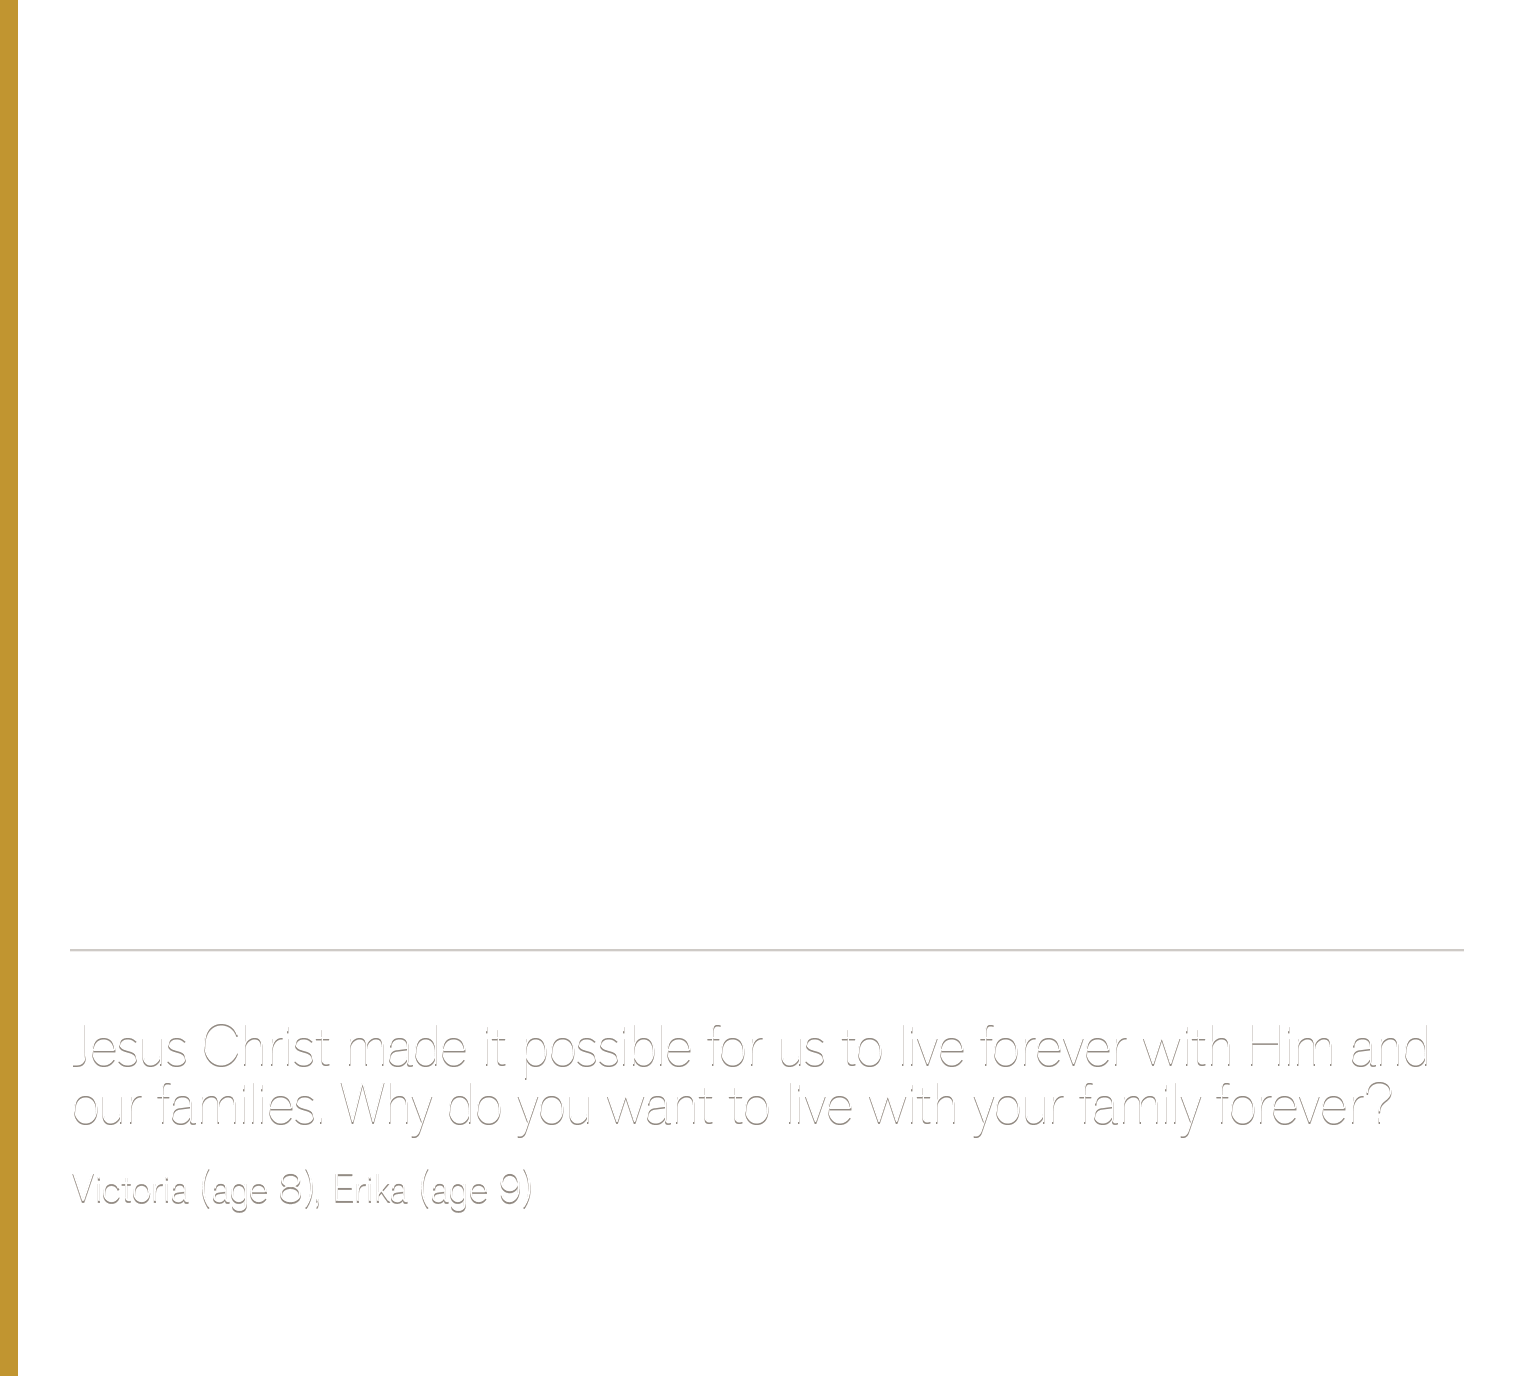 Jesus Christ made it possible for us to live forever with Him and
our families. Why do you want to live with your family forever?
Victoria (age 8), Erika (age 9)